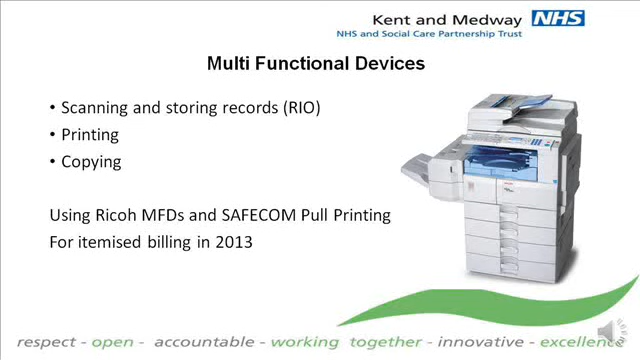 Kent and Medway NHS
NHS and Social Care Partnership Trust
Multi Functional Devices
• Scanning and storing records (RIO)
• Printing
• Copying
Using Ricoh MFDs and SAFECOM Pull Printing
For itemised billing in 2013
respect - open - accountable - working together - innovative - excellence